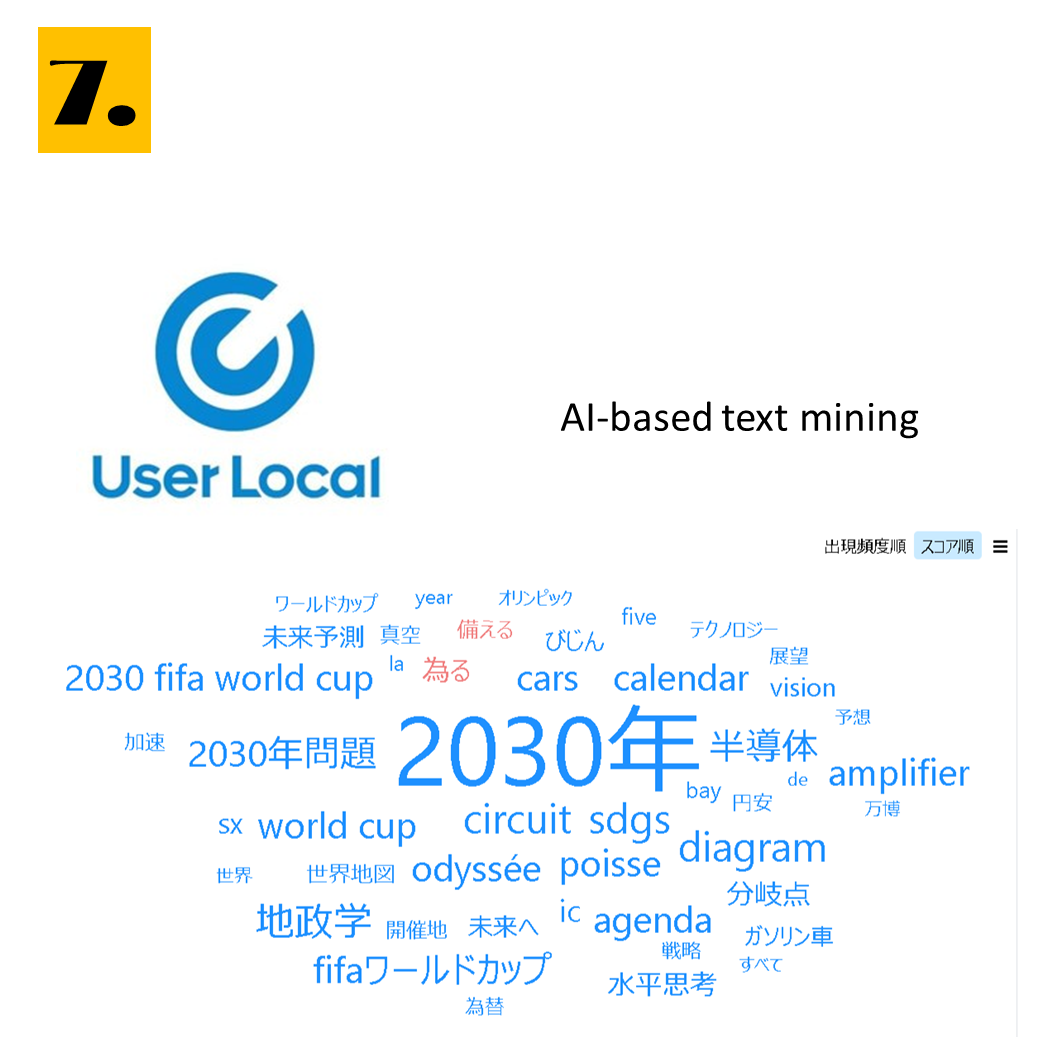 7.
User Local
AI-based text mining
出現頻度順 スコア順
ワールドカップ year オリンピック
five
未来予測 真空 備える びじん テクノロジー
la 展望
2030 fifa world cup 為る cars calendar vision
予想
加速 2030年問題 2030年 半導体
de amplifier
bay 円安 万博
sx world cup circuit sdgs
diagram
世界 世界地図 odyssée poisse
分岐点
地政学 開催地 未来へ ic agenda ガソリン車
戦略 すべて
fifaワールドカップ 水平思考
為替